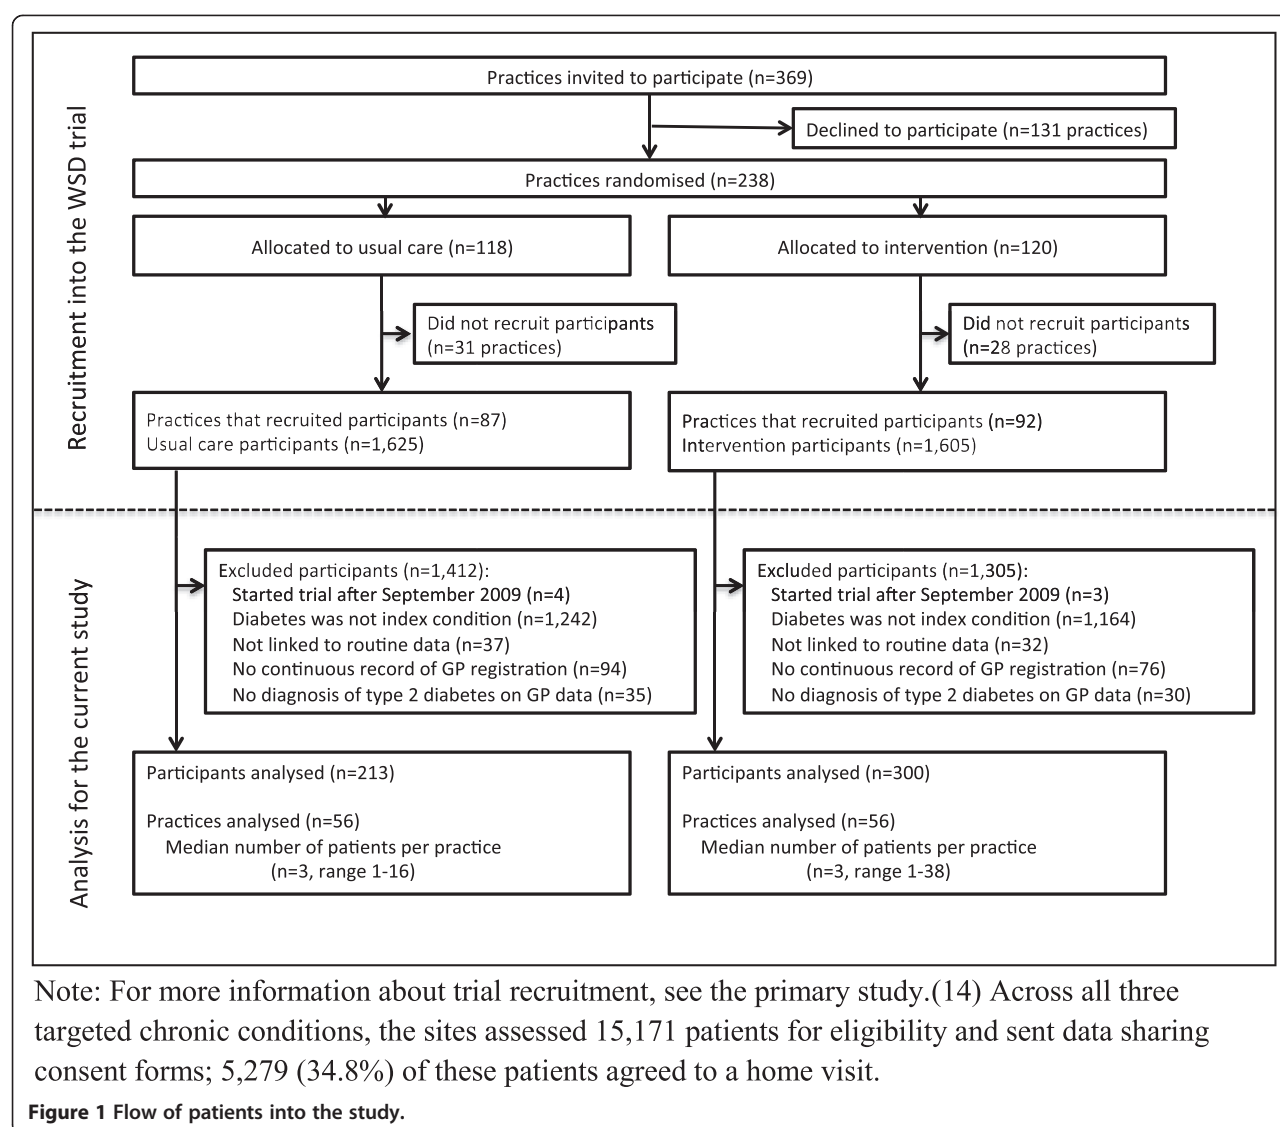 Recruitment into the WSD trial
Practices invited to participate (n=369)
Declined to participate (n=131 practices)
Practices randomised (n=238)
Allocated to usual care (n=118)
Allocated to intervention (n=120)
Did not recruit participants
(n=31 practices)
Did not recruit participants
(n=28 practices)
Practices that recruited participants (n=87)
Usual care participants (n=1,625)
Practices that recruited participants (n=92)
Intervention participants (n=1,605)
Analysis for the current study
Excluded participants (n=1,412):
Started trial after September 2009 (n=4)
Diabetes was not index condition (n=1,242)
Not linked to routine data (n=37)
No continuous record of GP registration (n=94)
No diagnosis of type 2 diabetes on GP data (n=35)
Excluded participants (n=1,305):
Started trial after September 2009 (n=3)
Diabetes was not index condition (n=1,164)
Not linked to routine data (n=32)
No continuous record of GP registration (n=76)
No diagnosis of type 2 diabetes on GP data (n=30)
Participants analysed (n=213)
Practices analysed (n=56)
Median number of patients per practice
(n=3, range 1-16)
Participants analysed (n=300)
Practices analysed (n=56)
Median number of patients per practice
(n=3, range 1-38)
Note: For more information about trial recruitment, see the primary study.(14) Across all three
targeted chronic conditions, the sites assessed 15,171 patients for eligibility and sent data sharing
consent forms; 5,279 (34.8%) of these patients agreed to a home visit.
Figure 1 Flow of patients into the study.